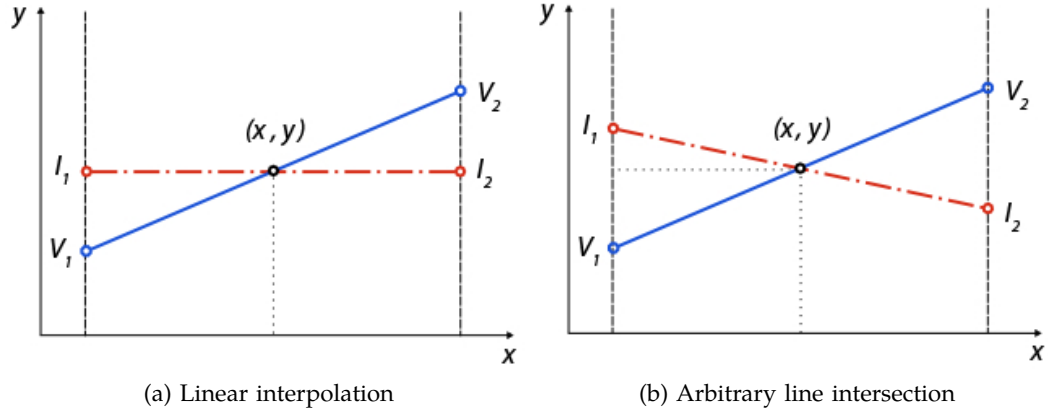 y
I1
V1
(x, y)
V2
I2
x
(a) Linear interpolation
y
I1
V1
(x, y)
V2
I2
x
(b) Arbitrary line intersection